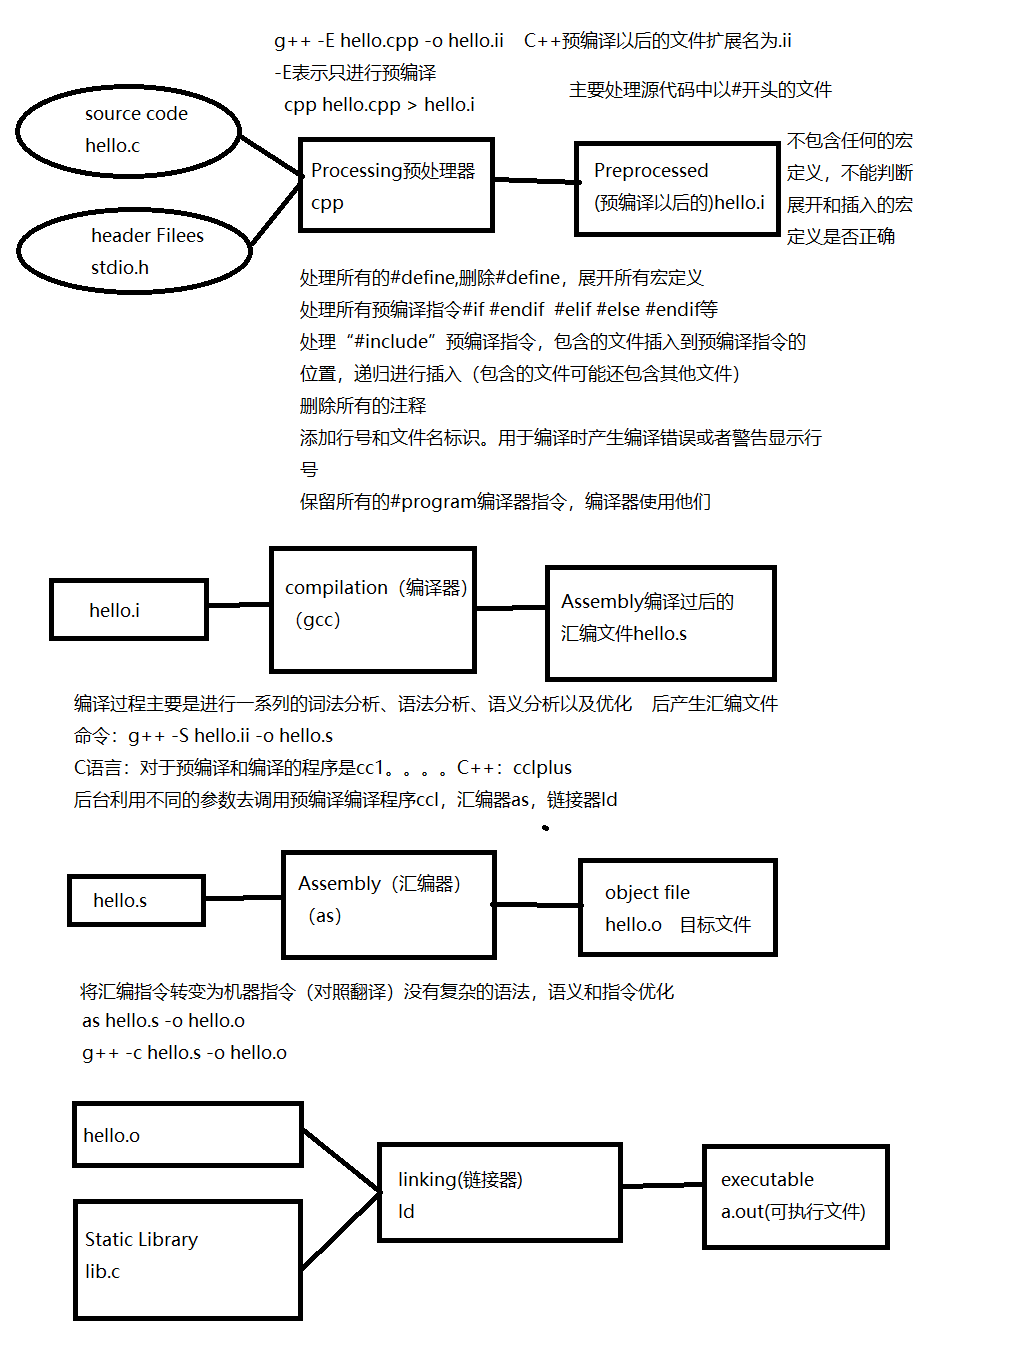 g++ -E hello.cpp -o hello.ii    C++预编译以后的文件扩展名为.ii
-E表示只进行预编译
cpp hello.cpp > hello.i
主要处理源代码中以#开头的文件
source code
hello.c
header Filees
stdio.h
Processing预处理器
cpp
Preprocessed
(预编译以后的)hello.i
不包含任何的宏
定义，不能判断
展开和插入的宏
定义是否正确
处理所有的#define,删除#define，展开所有宏定义
处理所有预编译指令#if #endif  #elif #else #endif等
处理“#include”预编译指令，包含的文件插入到预编译指令的
位置，递归进行插入（包含的文件可能还包含其他文件）
删除所有的注释
添加行号和文件名标识。用于编译时产生编译错误或者警告显示行
号
保留所有的#program编译器指令，编译器使用他们
hello.i
compilation（编译器）
（gcc）
Assembly编译过后的
汇编文件hello.s
编译过程主要是进行一系列的词法分析、语法分析、语义分析以及优化    后产生汇编文件
命令：g++ -S hello.ii -o hello.s
C语言：对于预编译和编译的程序是cc1。。。。C++：cclplus
后台利用不同的参数去调用预编译编译程序ccl，汇编器as，链接器ld
hello.s
Assembly（汇编器）
（as）
object file
hello.o    目标文件
将汇编指令转变为机器指令（对照翻译）没有复杂的语法，语义和指令优化
as hello.s -o hello.o
g++ -c hello.s -o hello.o
hello.o
Static Library
lib.c
linking(链接器)
ld
executable
a.out(可执行文件)